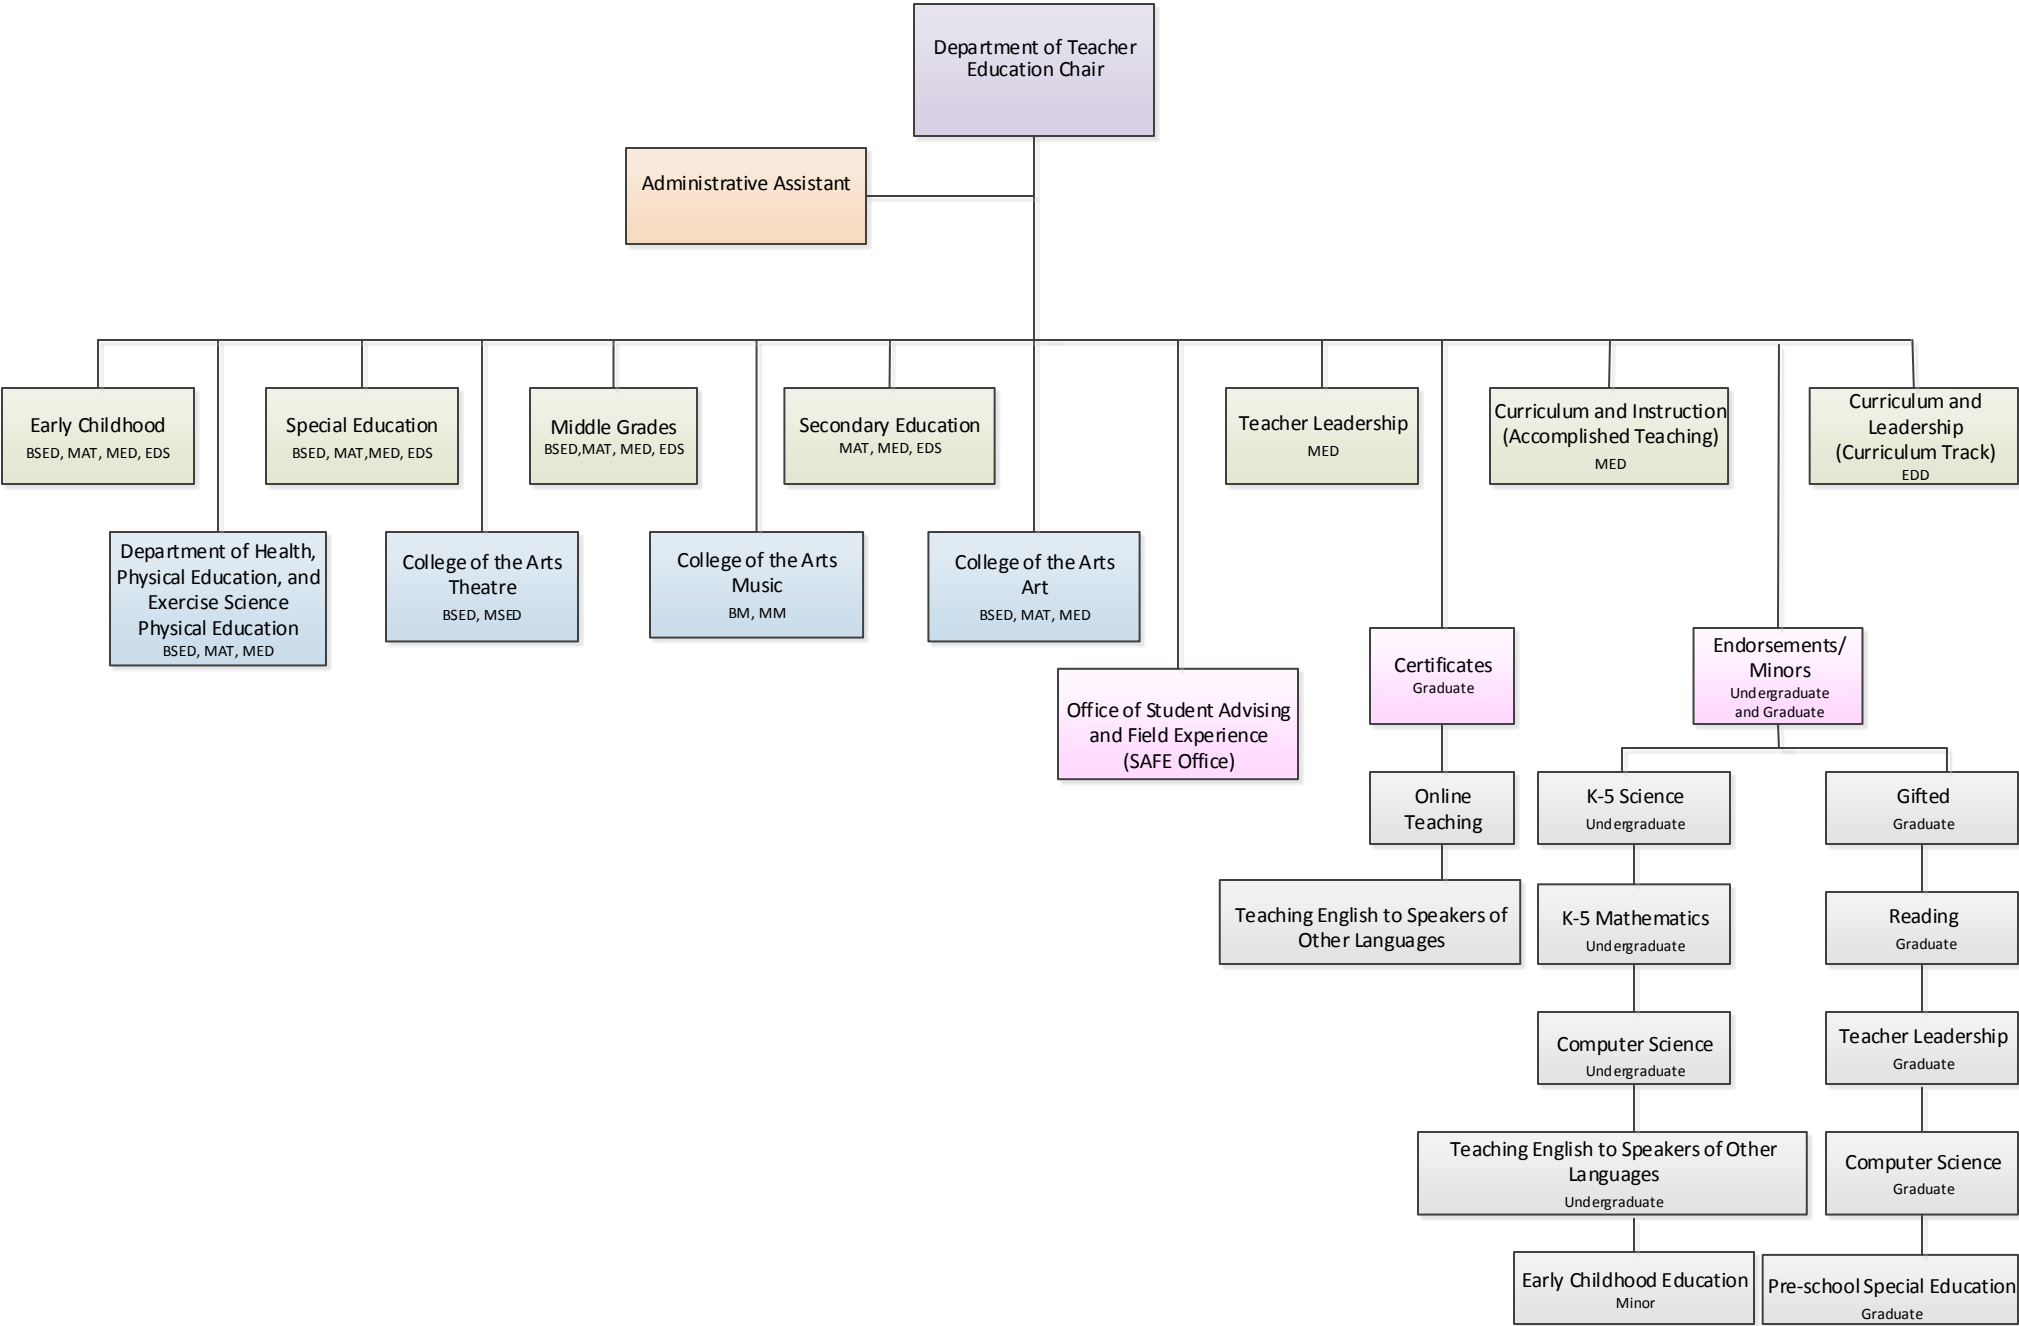 Department of Teacher
Education Chair
Administrative Assistant
Early Childhood
BSED, MAT, MED, EDS
Special Education
BSED, MAT,MED, EDS
Middle Grades
BSED,MAT, MED, EDS
Secondary Education
MAT, MED, EDS
Teacher Leadership
MED
Curriculum and Instruction
(Accomplished Teaching)
MED
Curriculum and
Leadership
(Curriculum Track)
EDD
Department of Health,
Physical Education, and
Exercise Science
Physical Education
BSED, MAT, MED
College of the Arts
Theatre
BSED, MSED
College of the Arts
Music
BM, MM
College of the Arts
Art
BSED, MAT, MED
Office of Student Advising
and Field Experience
(SAFE Office)
Certificates
Graduate
Endorsements/
Minors
Undergraduate
and Graduate
Online
Teaching
Teaching English to Speakers of
Other Languages
K-5 Science
Undergraduate
K-5 Mathematics
Undergraduate
Computer Science
Undergraduate
Teaching English to Speakers of Other
Languages
Undergraduate
Early Childhood Education
Minor
Gifted
Graduate
Reading
Graduate
Teacher Leadership
Graduate
Computer Science
Graduate
Pre-school Special Education
Graduate